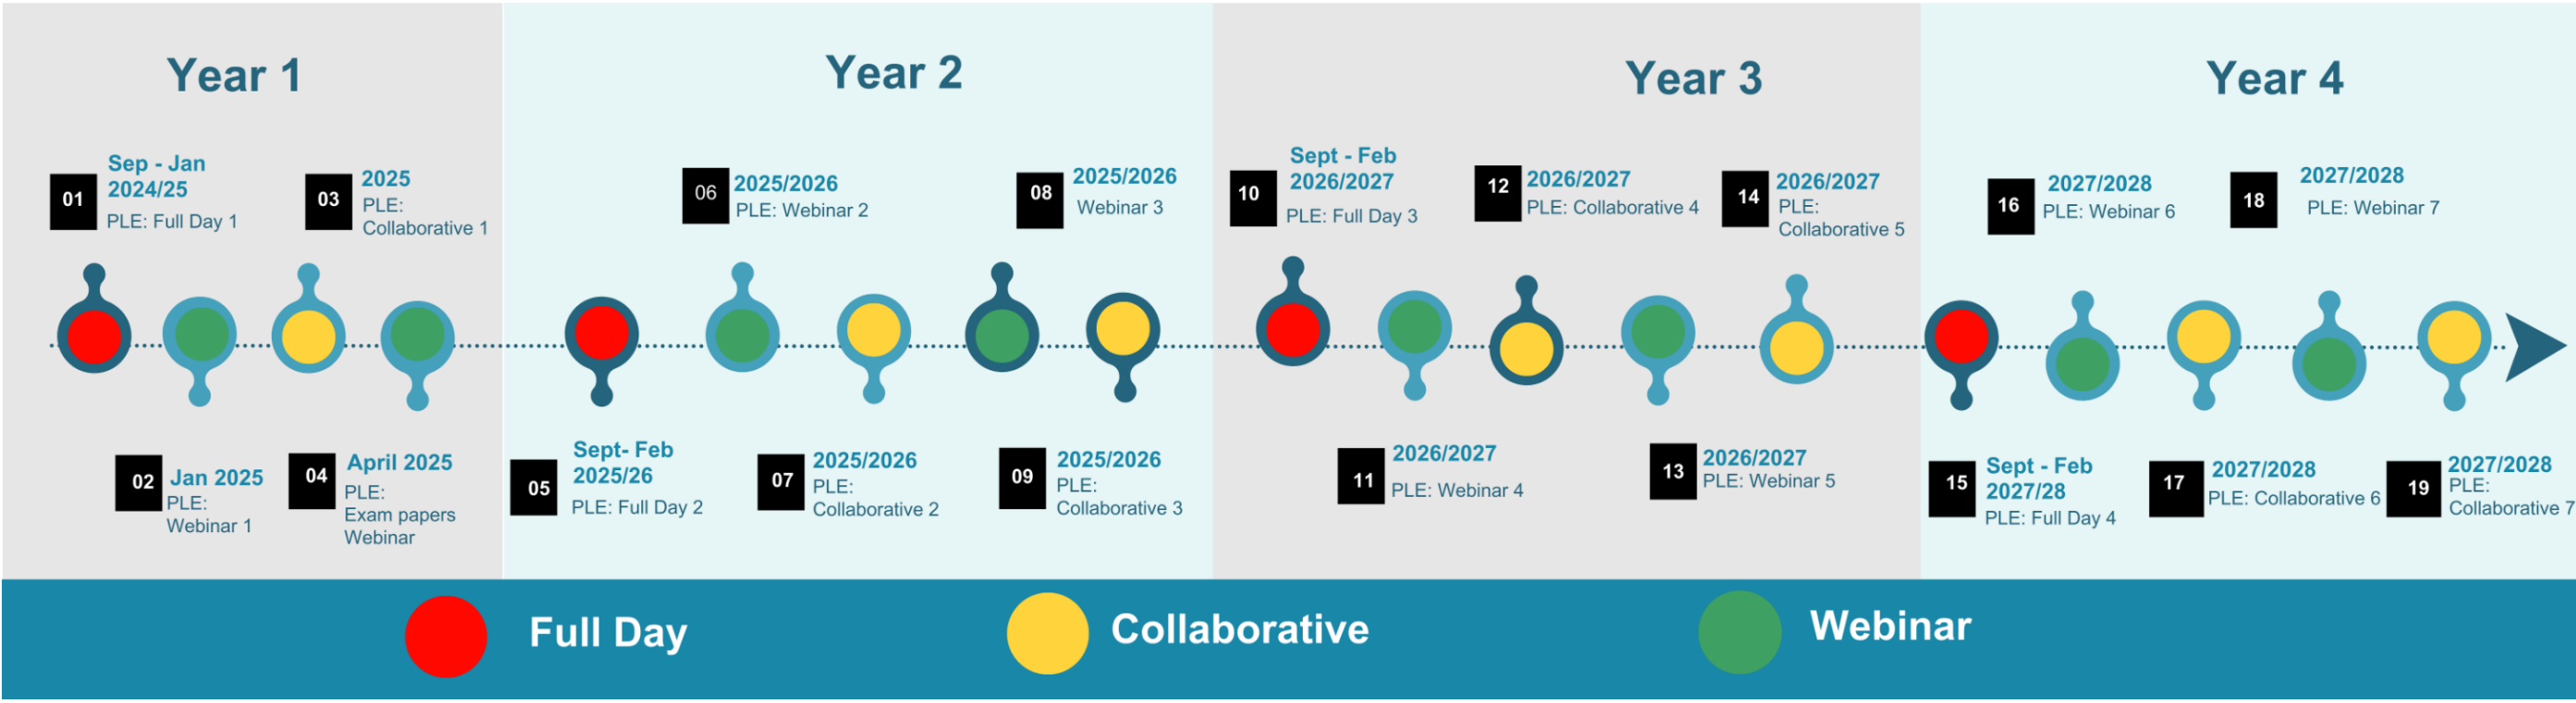 Year 1
Year 2
Year 3
Year 4
01
Sep - Jan
2024/25
PLE: Full Day 1
03
2025
PLE:
Collaborative 1
06
2025/2026
PLE: Webinar 2
08
2025/2026
Webinar 3
10
Sept - Feb
2026/2027
PLE: Full Day 3
12
2026/2027
PLE: Collaborative 4
14
2026/2027
PLE:
Collaborative 5
16
2027/2028
PLE: Webinar 6
18
2027/2028
PLE: Webinar 7
02
Jan 2025
PLE:
Webinar 1
04
April 2025
PLE:
Exam papers
Webinar
05
Sept- Feb
2025/26
PLE: Full Day 2
07
2025/2026
PLE:
Collaborative 2
09
2025/2026
PLE:
Collaborative 3
11
2026/2027
PLE: Webinar 4
13
2026/2027
PLE: Webinar 5
15
Sept - Feb
2027/28
PLE: Full Day 4
17
2027/2028
PLE: Collaborative 6
19
2027/2028
PLE:
Collaborative 7
Full Day
Collaborative
Webinar